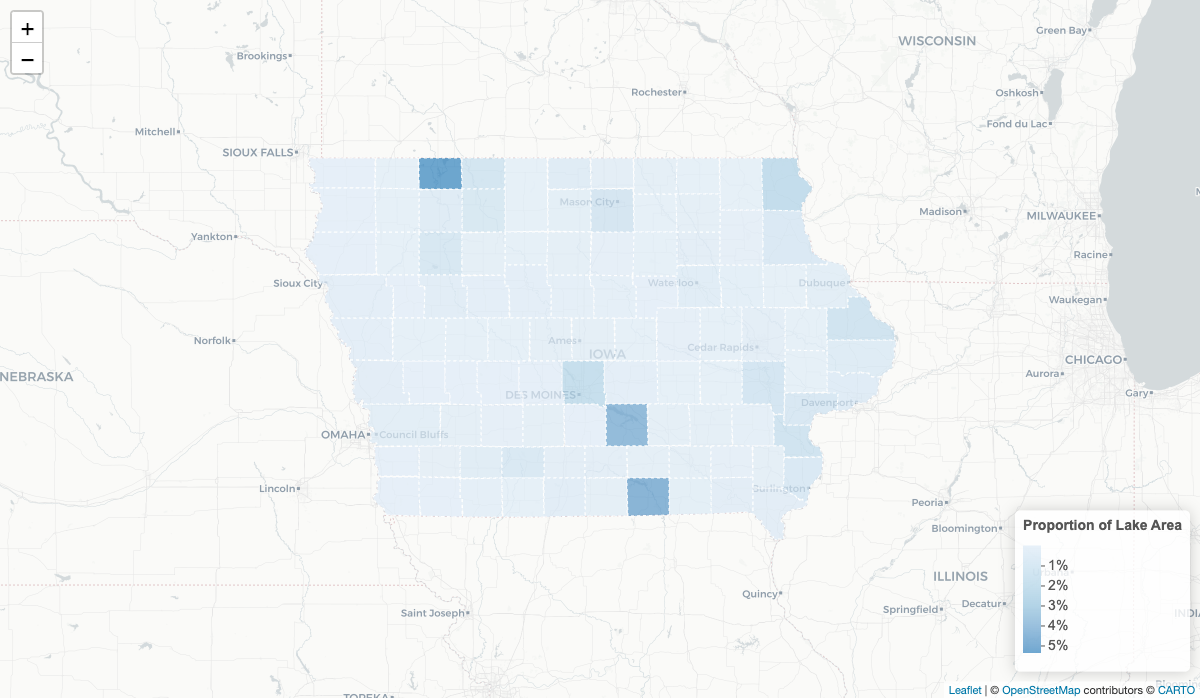 +
−
Green Bay
WISCONSIN
Brookings
Oshkosh
Rochester
Fond du Lac
Mitchell
SIOUX FALLS
Mason City
Madison
MILWAUKEE
Yankton
Racine
Sioux City
Waterloo
Dubuque
Waukegan
Norfolk
Ames
IOWA
Cedar Rapids
CHICAGO
NEBRASKA
Aurora
DES MOINES
Gary
Davenport
OMAHA
Council Bluffs
Lincoln
Burlington
Peoria
Bloomington
Proportion of Lake Area
1%
2%
3%
4%
5%
ILLINOIS
Quincy
Decatur
Springfield
Saint Joseph
INDIA
TOPEKA
Leaflet | © OpenStreetMap contributors © CARTO